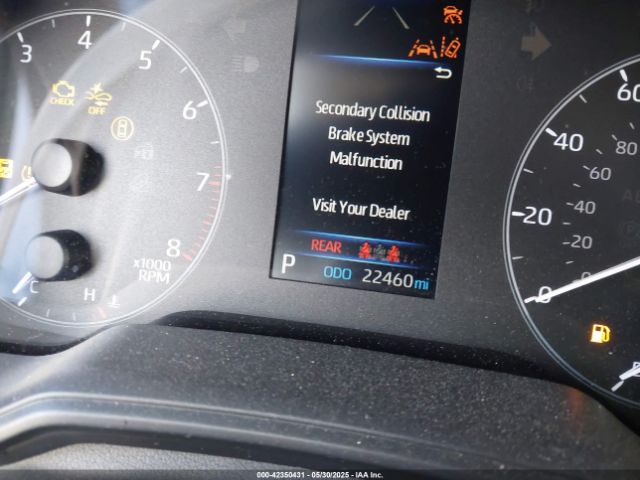 3
4
5
6
7
8
x1000
RPM
CHECK
OFF
H
C
Secondary Collision
Brake System
Malfunction
Visit Your Dealer
REAR
P
ODO 22460 mi
60
40
20
0
80
60
40
20
0
000-42350431 - 05/30/2025 - IAA Inc.